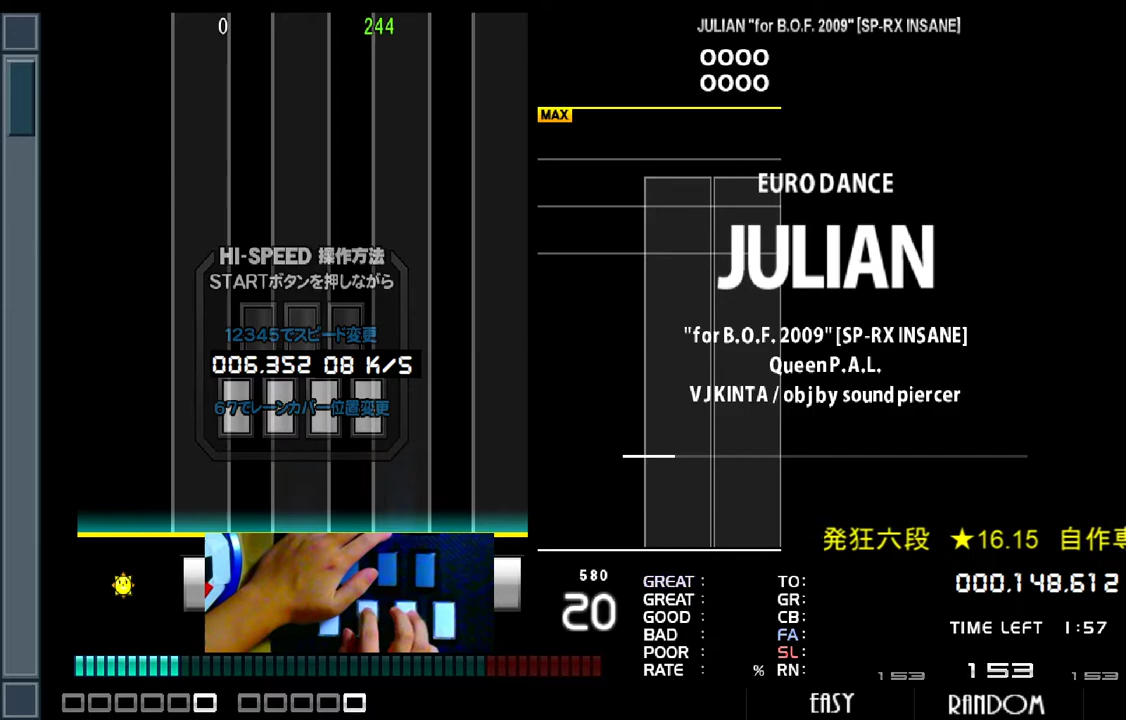 0 244
JULIAN "for B.O.F. 2009" [SP-RX INSANE]
0000
0000
MAX
EURO DANCE
JULIAN
"for B.O.F. 2009" [SP-RX INSANE]
Queen P.A.L.
VJ KINTA / obj by sound piercer
HI-SPEED 操作方法
STARTボタンを押しながら
12345でスピード変更
006,352 08 K/S
67でレーンカバー位置変更
発狂六段 ★16.15 自作専
580
20
GREAT : TO:
GREAT : GR:
GOOD : CB:
BAD : FA:
POOR : SL:
RATE : % RN:
000,148,612
TIME LEFT 1:57
153 153 153
EASY RANDOM